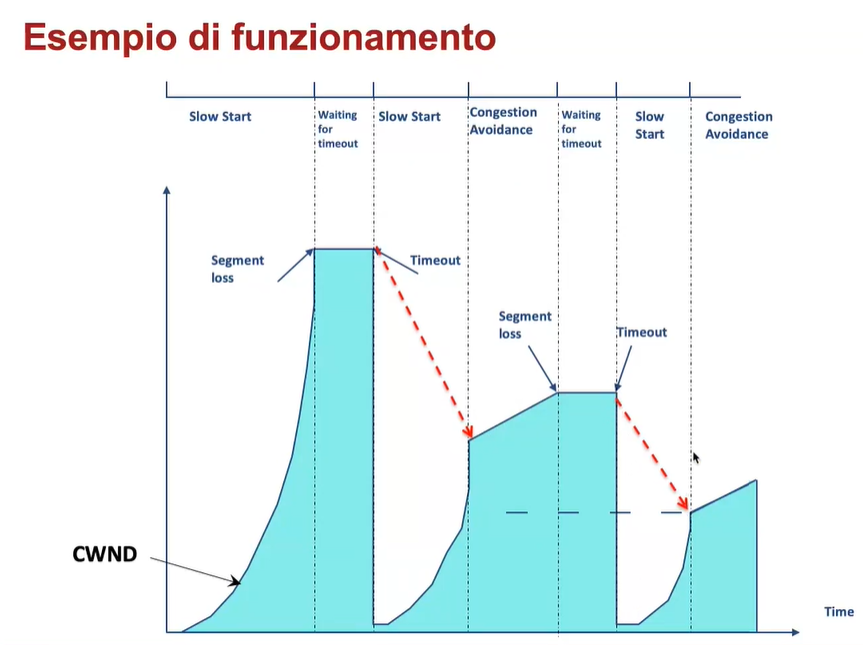 Esempio di funzionamento
Slow Start
Waiting
for
timeout
Slow Start
Congestion
Avoidance
Waiting
for
timeout
Slow
Start
Congestion
Avoidance
Segment
loss
Timeout
Segment
loss
Timeout
CWND
Time